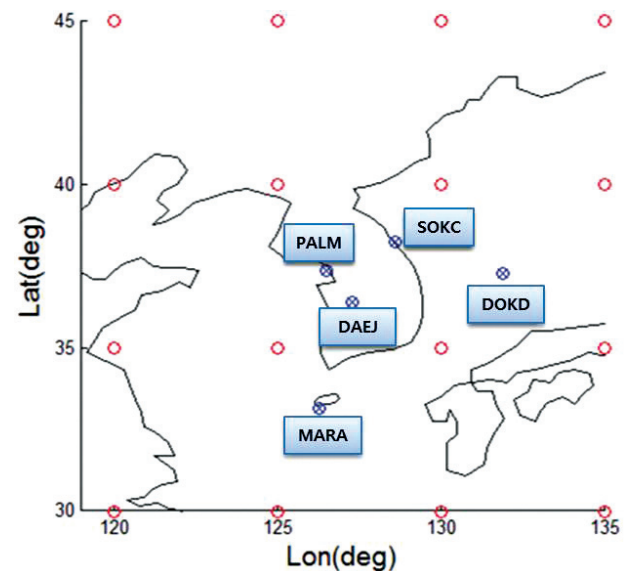 45
40
35
30
Lat(deg)
PALM
SOKC
DAEJ
DOKD
MARA
120
125
130
135
Lon(deg)